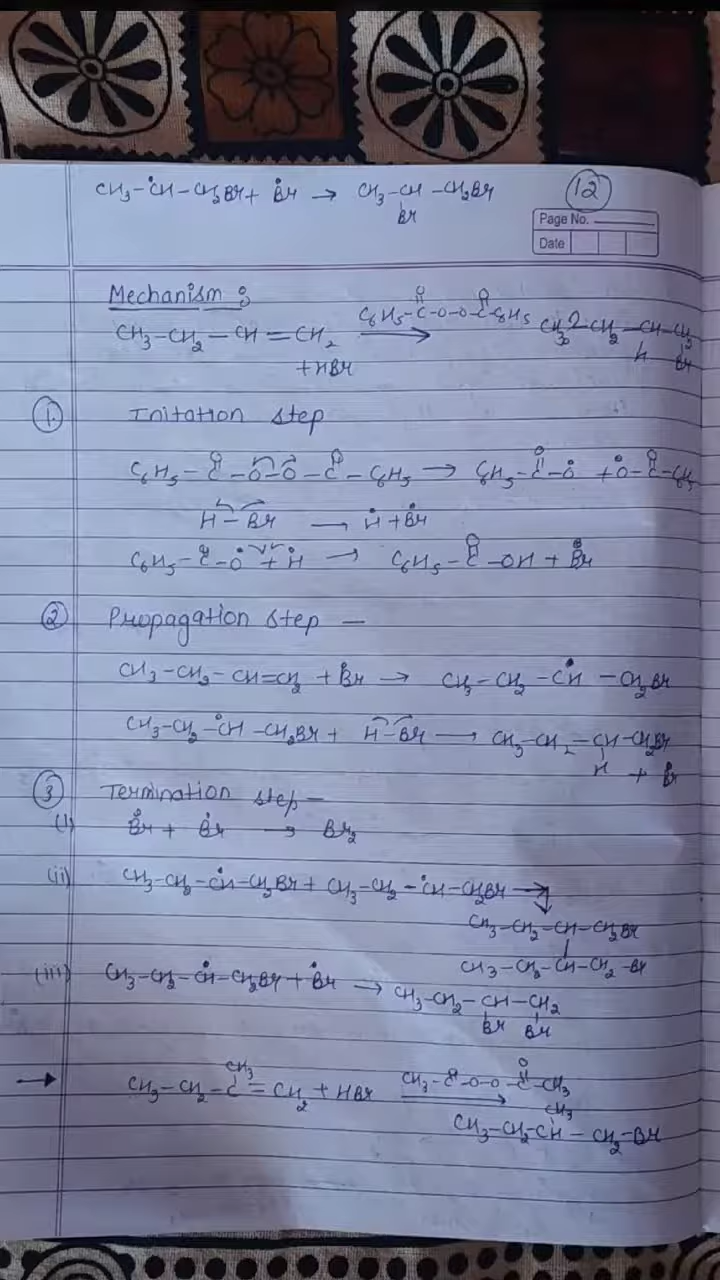 CH₃-ĊH-CH₂Br + Ḃr → CH₃-CH-CH₂Br
Br
12
Page No.
Date
Mechanism :
O O
C6H5-C-O-O-C-C6H5
CH₃-CH₂-CH=CH₂ → CH₃-CH₂-CH-CH₂
+HBr H Br
① Initation step
O O O O
C6H5-C-O-O-C-C6H5 → C6H5-C-Ȯ +Ȯ-C-C6H5
H-Br → Ḣ+Ḃr
O O
C6H5-C-Ȯ + Ḣ → C6H5-C-OH + Ḃr
② Propagation step -
CH₃-CH₂-CH=CH₂ + Ḃr → CH₃-CH₂-ĊH-CH₂Br
CH₃-CH₂-ĊH-CH₂Br + H-Br → CH₃-CH₂-CH-CH₂Br
H + Ḃr
③ Termination step-
(i) Ḃr + Ḃr → Br₂
(ii) CH₃-CH₂-ĊH-CH₂Br + CH₃-CH₂-ĊH-CH₂Br →
CH₃-CH₂-CH-CH₂Br
CH₃-CH₂-CH-CH₂-Br
(iii) CH₃-CH₂-ĊH-CH₂Br + Ḃr → CH₃-CH₂-CH-CH₂
Br Br
CH₃ O O
→ CH₃-CH₂-C=CH₂ + HBr CH₃-C-O-O-C-CH₃ →
CH₃
CH₃-CH₂-CH-CH₂-Br